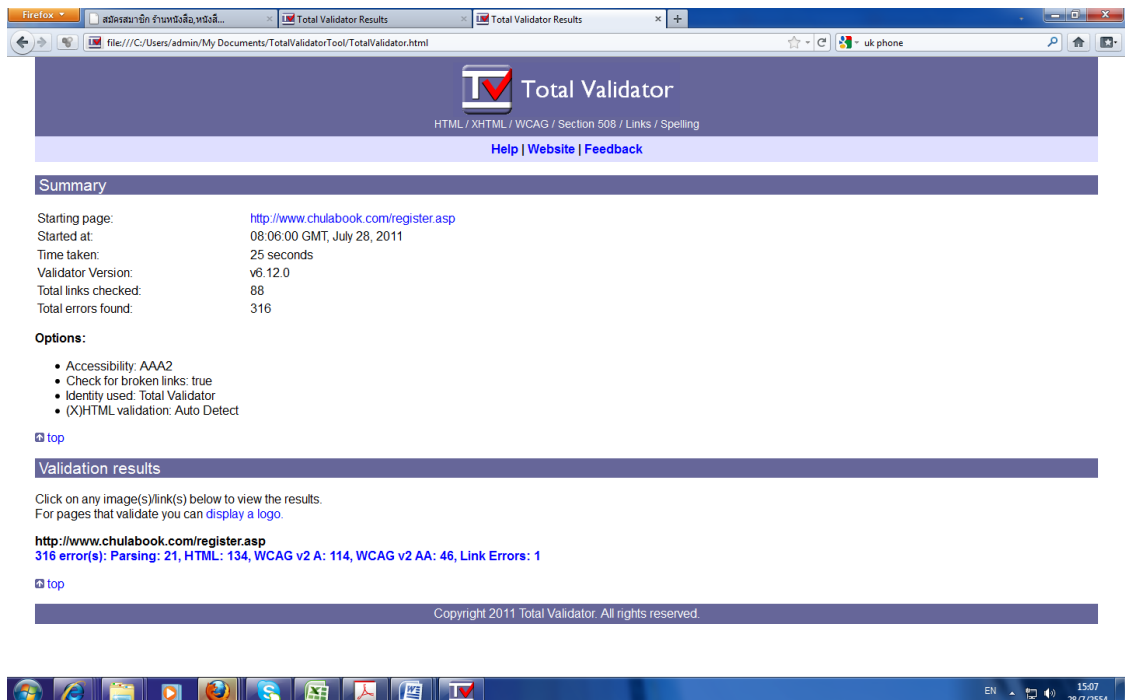 Firefox
สมัครสมาชิก ร้านหนังสือ,หนังสื... Total Validator Results Total Validator Results
file:///C:/Users/admin/My Documents/TotalValidatorTool/TotalValidator.html uk phone
TV Total Validator
HTML / XHTML / WCAG / Section 508 / Links / Spelling
Help | Website | Feedback
Summary
Starting page: http://www.chulabook.com/register.asp
Started at: 08:06:00 GMT, July 28, 2011
Time taken: 25 seconds
Validator Version: v6.12.0
Total links checked: 88
Total errors found: 316
Options:
• Accessibility: AAA2
• Check for broken links: true
• Identity used: Total Validator
• (X)HTML validation: Auto Detect
top
Validation results
Click on any image(s)/link(s) below to view the results.
For pages that validate you can display a logo.
http://www.chulabook.com/register.asp
316 error(s): Parsing: 21, HTML: 134, WCAG v2 A: 114, WCAG v2 AA: 46, Link Errors: 1
top
Copyright 2011 Total Validator. All rights reserved.
EN 15:07
28/7/2554